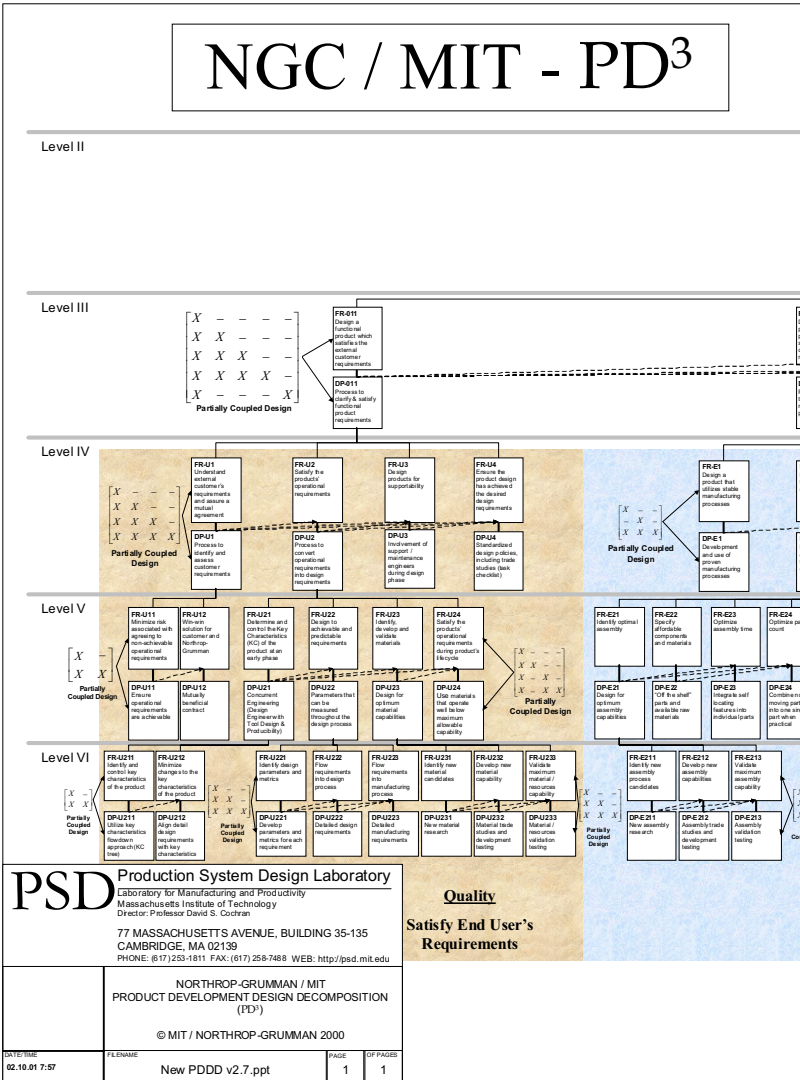 NGC / MIT - PD³
Level II
Level III
X – – – –
X X – – –
X X X – –
X X X X –
X – – – X
Partially Coupled Design
FR-011
Design a
functional
product which
satisfies the
external
customer
requirements
DP-011
Process to
clarify & satisfy
functional
product
requirements
Level IV
X – – –
X X – –
X X X –
X X X X
Partially Coupled
Design
FR-U1
Understand
external
customer's
requirements
and assure a
mutual
agreement
FR-U2
Satisfy the
products'
operational
requirements
FR-U3
Design
products for
supportability
FR-U4
Ensure the
product design
has achieved
the desired
design
requirements
DP-U1
Process to
identify and
assess
customer
requirements
DP-U2
Process to
convert
operational
requirements
into design
requirements
DP-U3
Involvement of
support /
maintenance
engineers
during design
phase
DP-U4
Standardized
design policies,
including trade
studies (task
checklist)
X – –
– X –
X X X
Partially Coupled
Design
FR-E1
Design a
product that
utilizes stable
manufacturing
processes
DP-E1
Development
and use of
proven
manufacturing
processes
Level V
X –
X X
Partially
Coupled Design
FR-U11
Minimize risk
associated with
agreeing to
non-achievable
operational
requirements
FR-U12
Win-win
solution for
customer and
Northrop-
Grumman
FR-U21
Determine and
control the Key
Characteristics
(KC) of the
product at an
early phase
FR-U22
Design to
achievable and
predictable
requirements
FR-U23
Identify,
develop and
validate
materials
FR-U24
Satisfy the
products'
operational
requirements
during product's
lifecycle
DP-U11
Ensure
operational
requirements
are achievable
DP-U12
Mutually
beneficial
contract
DP-U21
Concurrent
Engineering
(Design
Engineer with
Tool Design &
Producibility)
DP-U22
Parameters that
can be
measured
throughout the
design process
DP-U23
Design for
optimum
material
capabilities
DP-U24
Use materials
that operate
well below
maximum
allowable
capability
X – – –
X X – –
X – X –
X – X X
Partially
Coupled Design
FR-E21
Identify optimal
assembly
FR-E22
Specify
affordable
components
and materials
FR-E23
Optimize
assembly time
FR-E24
Optimize pa
count
DP-E21
Design for
optimum
assembly
capabilities
DP-E22
"Off the shelf"
parts and
available raw
materials
DP-E23
Integrate self
locating
features into
individual parts
DP-E24
"Combine n
moving part
into one sin
part when
practical
Level VI
X –
X X
Partially
Coupled
Design
FR-U211
Identify and
control key
characteristics
of the product
FR-U212
Minimize
changes to the
key
characteristics
of the product
DP-U211
Utilize key
characteristics
flowdown
approach (KC
tree)
DP-U212
Align detail
design
requirements
with key
characteristics
X – –
X X –
X X X
Partially
Coupled
Design
FR-U221
Identify design
parameters and
metrics
FR-U222
Flow
requirements
into design
process
FR-U223
Flow
requirements
into
manufacturing
process
FR-U231
Identify new
material
candidates
FR-U232
Develop new
material
capability
FR-U233
Validate
maximum
material /
resources
capability
DP-U221
Develop
parameters and
metrics for each
requirement
DP-U222
Detailed design
requirements
DP-U223
Detailed
manufacturing
requirements
DP-U231
New material
research
DP-U232
Material trade
studies and
development
testing
DP-U233
Material /
resources
validation
testing
X – –
X X –
X X X
Partially
Coupled
Design
FR-E211
Identify new
assembly
process
candidates
FR-E212
Develop new
assembly
capabilities
FR-E213
Validate
maximum
assembly
capability
DP-E211
New assembly
research
DP-E212
Assembly trade
studies and
development
testing
DP-E213
Assembly
validation
testing
PSD
Production System Design Laboratory
Laboratory for Manufacturing and Productivity
Massachusetts Institute of Technology
Director: Professor David S. Cochran
77 MASSACHUSETTS AVENUE, BUILDING 35-135
CAMBRIDGE, MA 02139
PHONE: (617) 253-1811 FAX: (617) 258-7488 WEB: http://psd.mit.edu
Quality
Satisfy End User's
Requirements
NORTHROP-GRUMMAN / MIT
PRODUCT DEVELOPMENT DESIGN DECOMPOSITION
(PD³)
© MIT / NORTHROP-GRUMMAN 2000
DATE/TIME
02.10.01 7:57
FILENAME
New PDDD v2.7.ppt
PAGE
1
OF PAGES
1